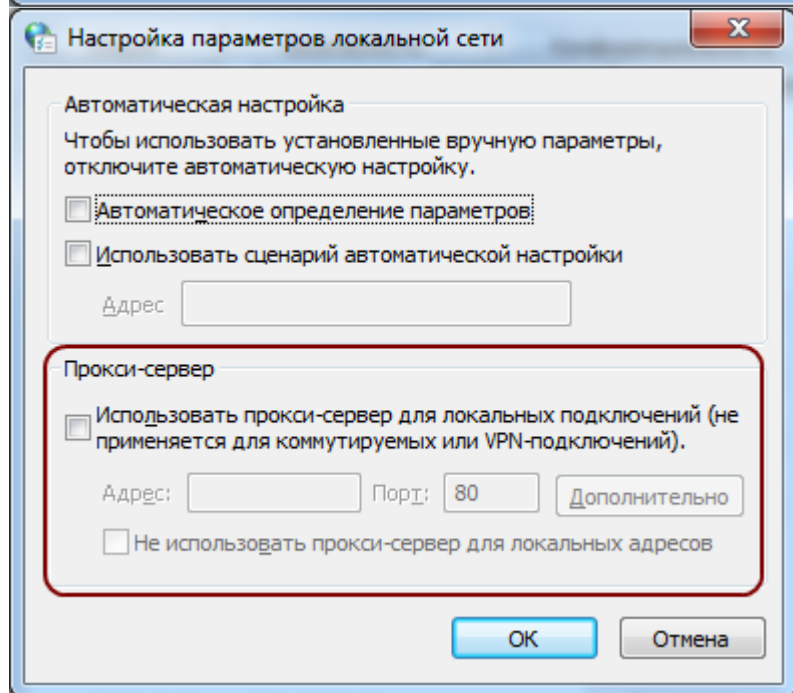 Настройка параметров локальной сети
Автоматическая настройка
Чтобы использовать установленные вручную параметры,
отключите автоматическую настройку.
Автоматическое определение параметров
Использовать сценарий автоматической настройки
Адрес
Прокси-сервер
Использовать прокси-сервер для локальных подключений (не
применяется для коммутируемых или VPN-подключений).
Адрес: Порт: 80 Дополнительно
Не использовать прокси-сервер для локальных адресов
ОК Отмена